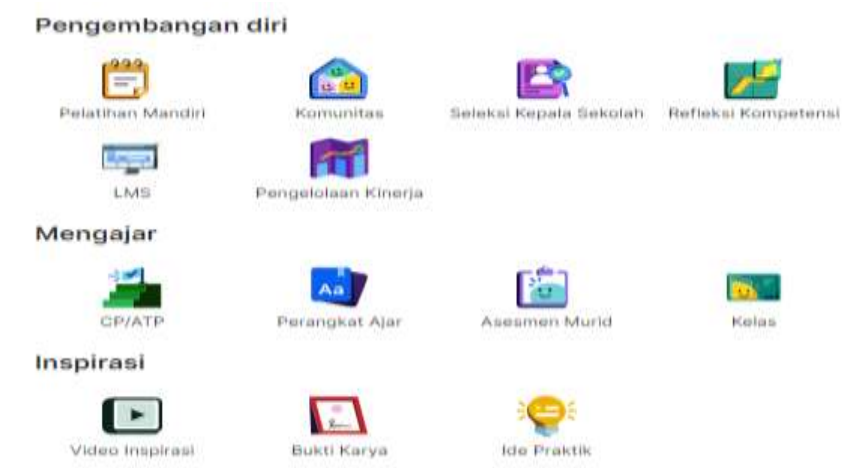 Pengembangan diri
Pelatihan Mandiri Komunitas Seleksi Kepala Sekolah Refleksi Kompetensi
LMS Pengelolaan Kinerja
Mengajar
Aa
CP/ATP Perangkat Ajar Asesmen Murid Kelas
Inspirasi
Video Inspirasi Bukti Karya Ide Praktik